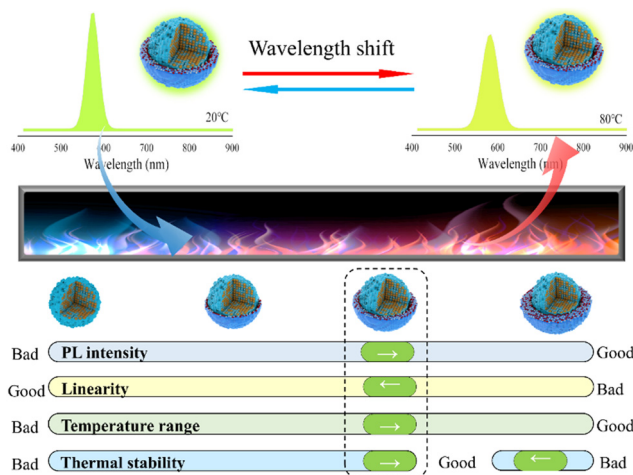 Wavelength shift
20℃
80℃
400 500 600 700 800 900
400 500 600 700 800 900
Wavelength (nm)
Wavelength (nm)
Bad PL intensity → Good
Good Linearity ← Bad
Bad Temperature range → Good
Bad Thermal stability → Good ← Bad